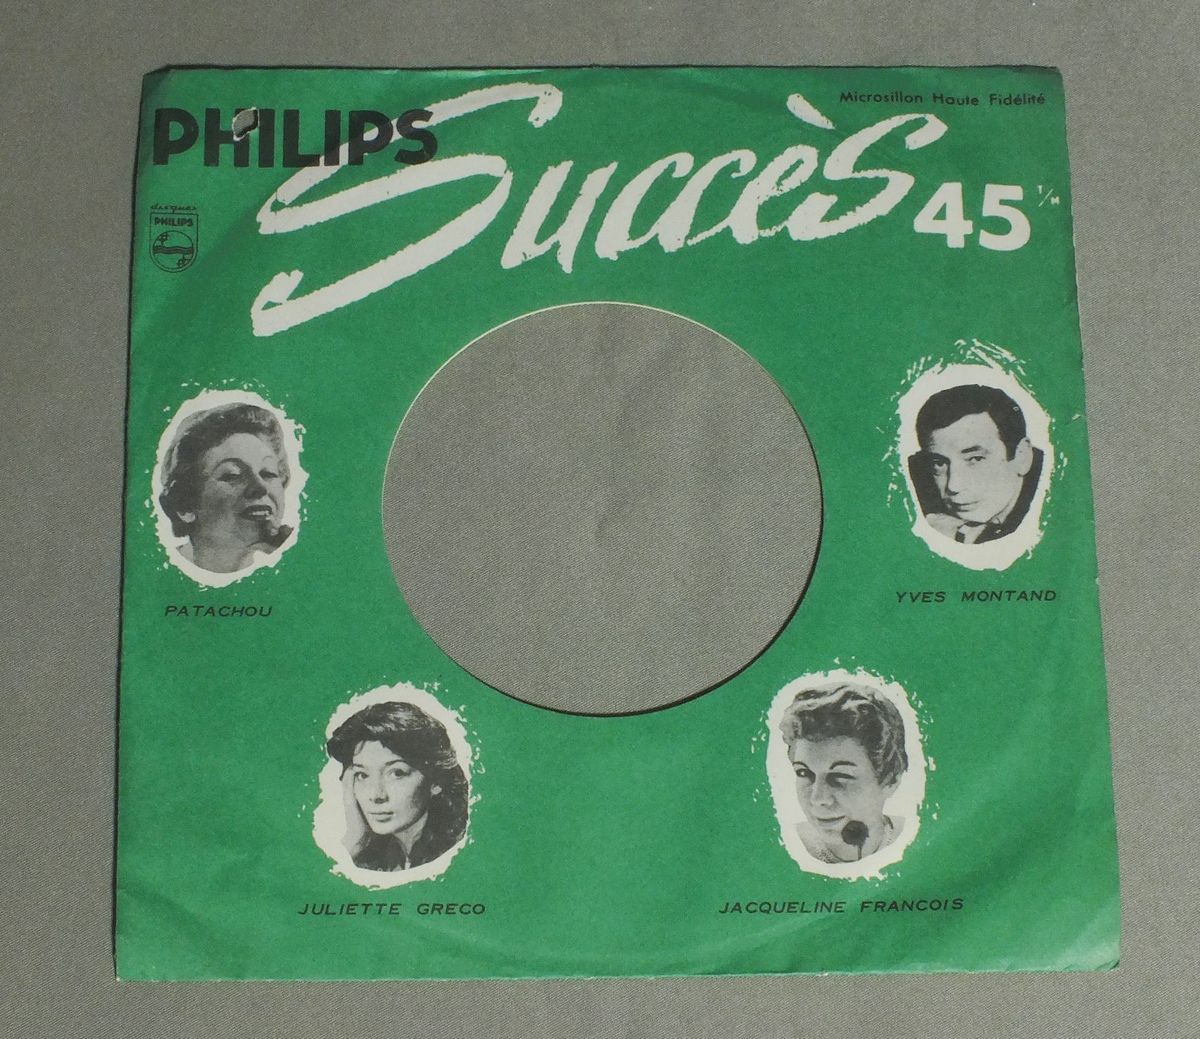 Microsillon Haute Fidélité
PHILIPS
Succès
45 T/M
disques
PHILIPS
PATACHOU
YVES MONTAND
JULIETTE GRECO
JACQUELINE FRANCOIS